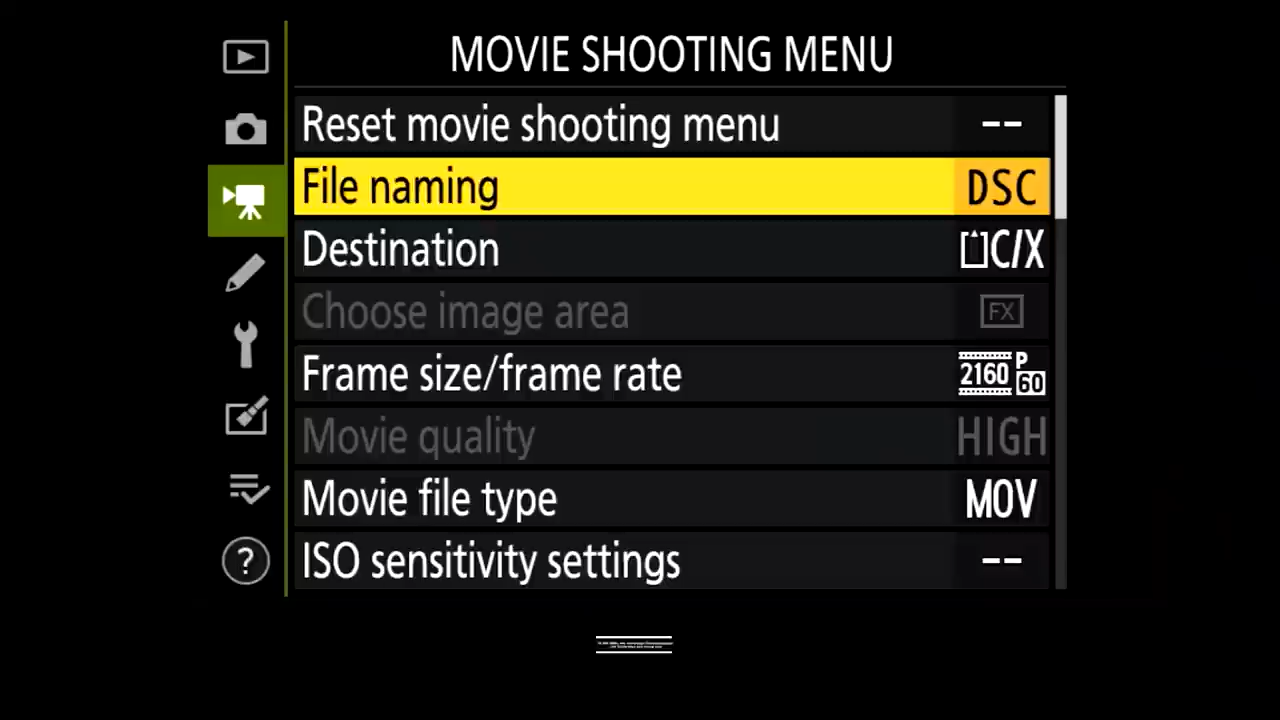 MOVIE SHOOTING MENU
Reset movie shooting menu --
File naming DSC
Destination C/X
Choose image area FX
Frame size/frame rate 2160 P 60
Movie quality HIGH
Movie file type MOV
ISO sensitivity settings --
?